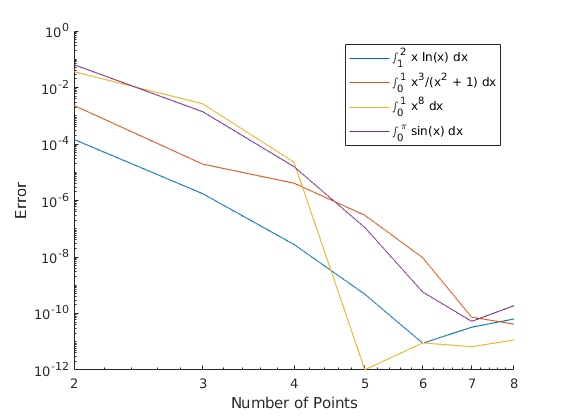 10^0
10^-2
10^-4
10^-6
10^-8
10^-10
10^-12
Error
2
3
4
5
6
7
8
Number of Points
∫_1^2 x ln(x) dx
∫_0^1 x^3/(x^2 + 1) dx
∫_0^1 x^8 dx
∫_0^π sin(x) dx